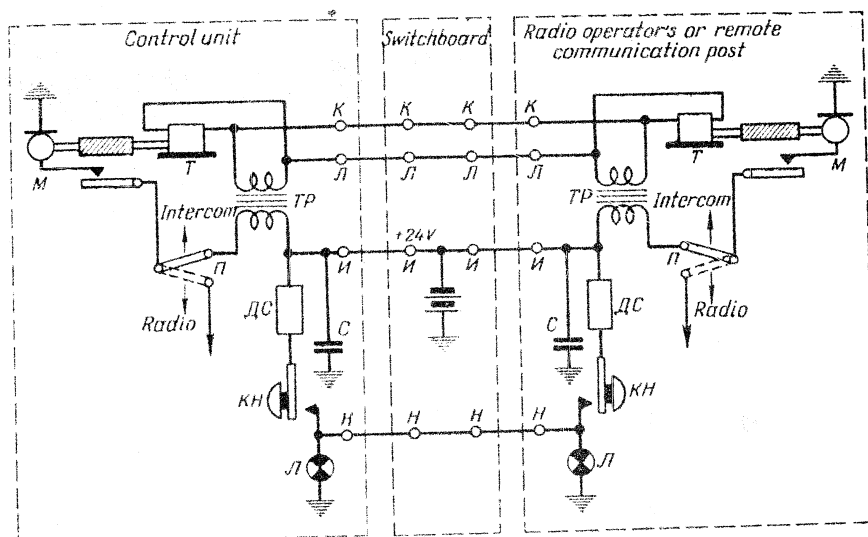 Control unit
Switchboard
Radio operator's or remote
communication post
К К К К
Л Л Л Л
М
Т
Т
М
ТР
ТР
Intercom
Intercom
П
П
Radio
Radio
+24V
И И И И
ДС
ДС
С
С
КН
КН
Н Н Н Н
Л
Л